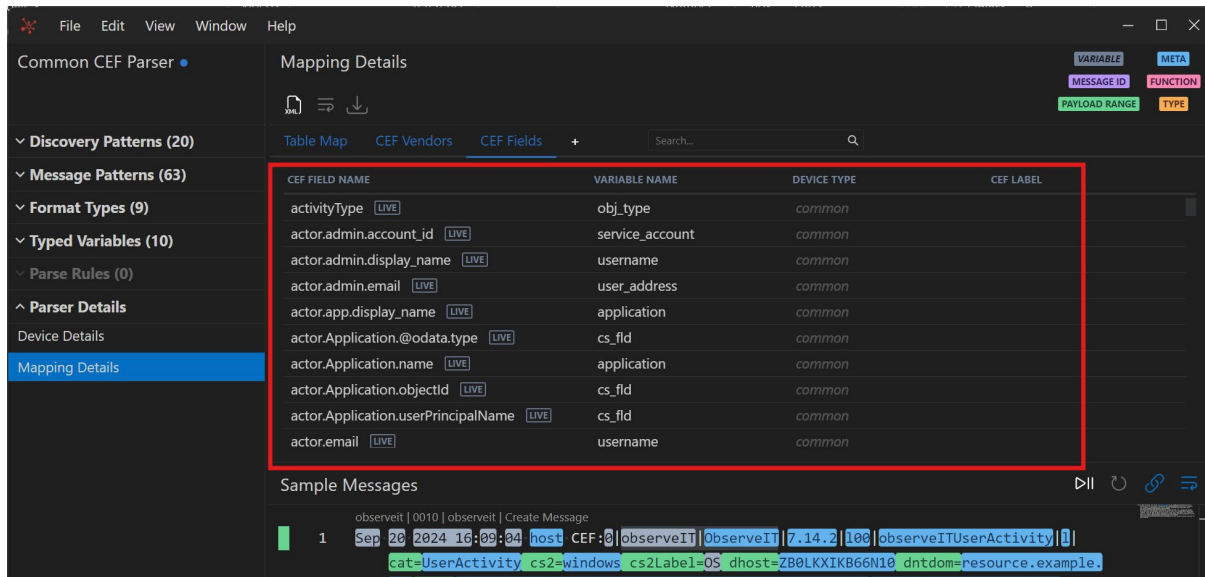 File Edit View Window Help
Common CEF Parser
Mapping Details
VARIABLE META
MESSAGE ID FUNCTION
PAYLOAD RANGE TYPE
XML
Discovery Patterns (20)
Message Patterns (63)
Format Types (9)
Typed Variables (10)
Parse Rules (0)
Parser Details
Device Details
Mapping Details
Table Map CEF Vendors CEF Fields + Search...
CEF FIELD NAME VARIABLE NAME DEVICE TYPE CEF LABEL
activityType LIVE obj_type common
actor.admin.account_id LIVE service_account common
actor.admin.display_name LIVE username common
actor.admin.email LIVE user_address common
actor.app.display_name LIVE application common
actor.Application.@odata.type LIVE cs_fld common
actor.Application.name LIVE application common
actor.Application.objectId LIVE cs_fld common
actor.Application.userPrincipalName LIVE cs_fld common
actor.email LIVE username common
Sample Messages
observeit | 0010 | observeit | Create Message
1 Sep 20 2024 16:09:04 host CEF:0|observeIT|ObserveIT|7.14.2|100|observeITUserActivity|1|
cat=UserActivity cs2=windows cs2Label=OS dhost=ZB0LKXIKB66N10 dntdom=resource.example.